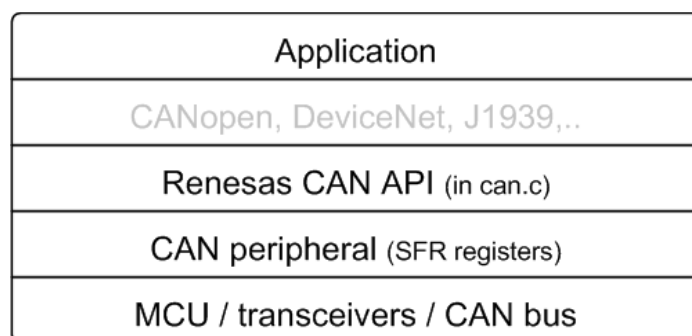 Application
CANopen, DeviceNet, J1939,..
Renesas CAN API (in can.c)
CAN peripheral (SFR registers)
MCU / transceivers / CAN bus